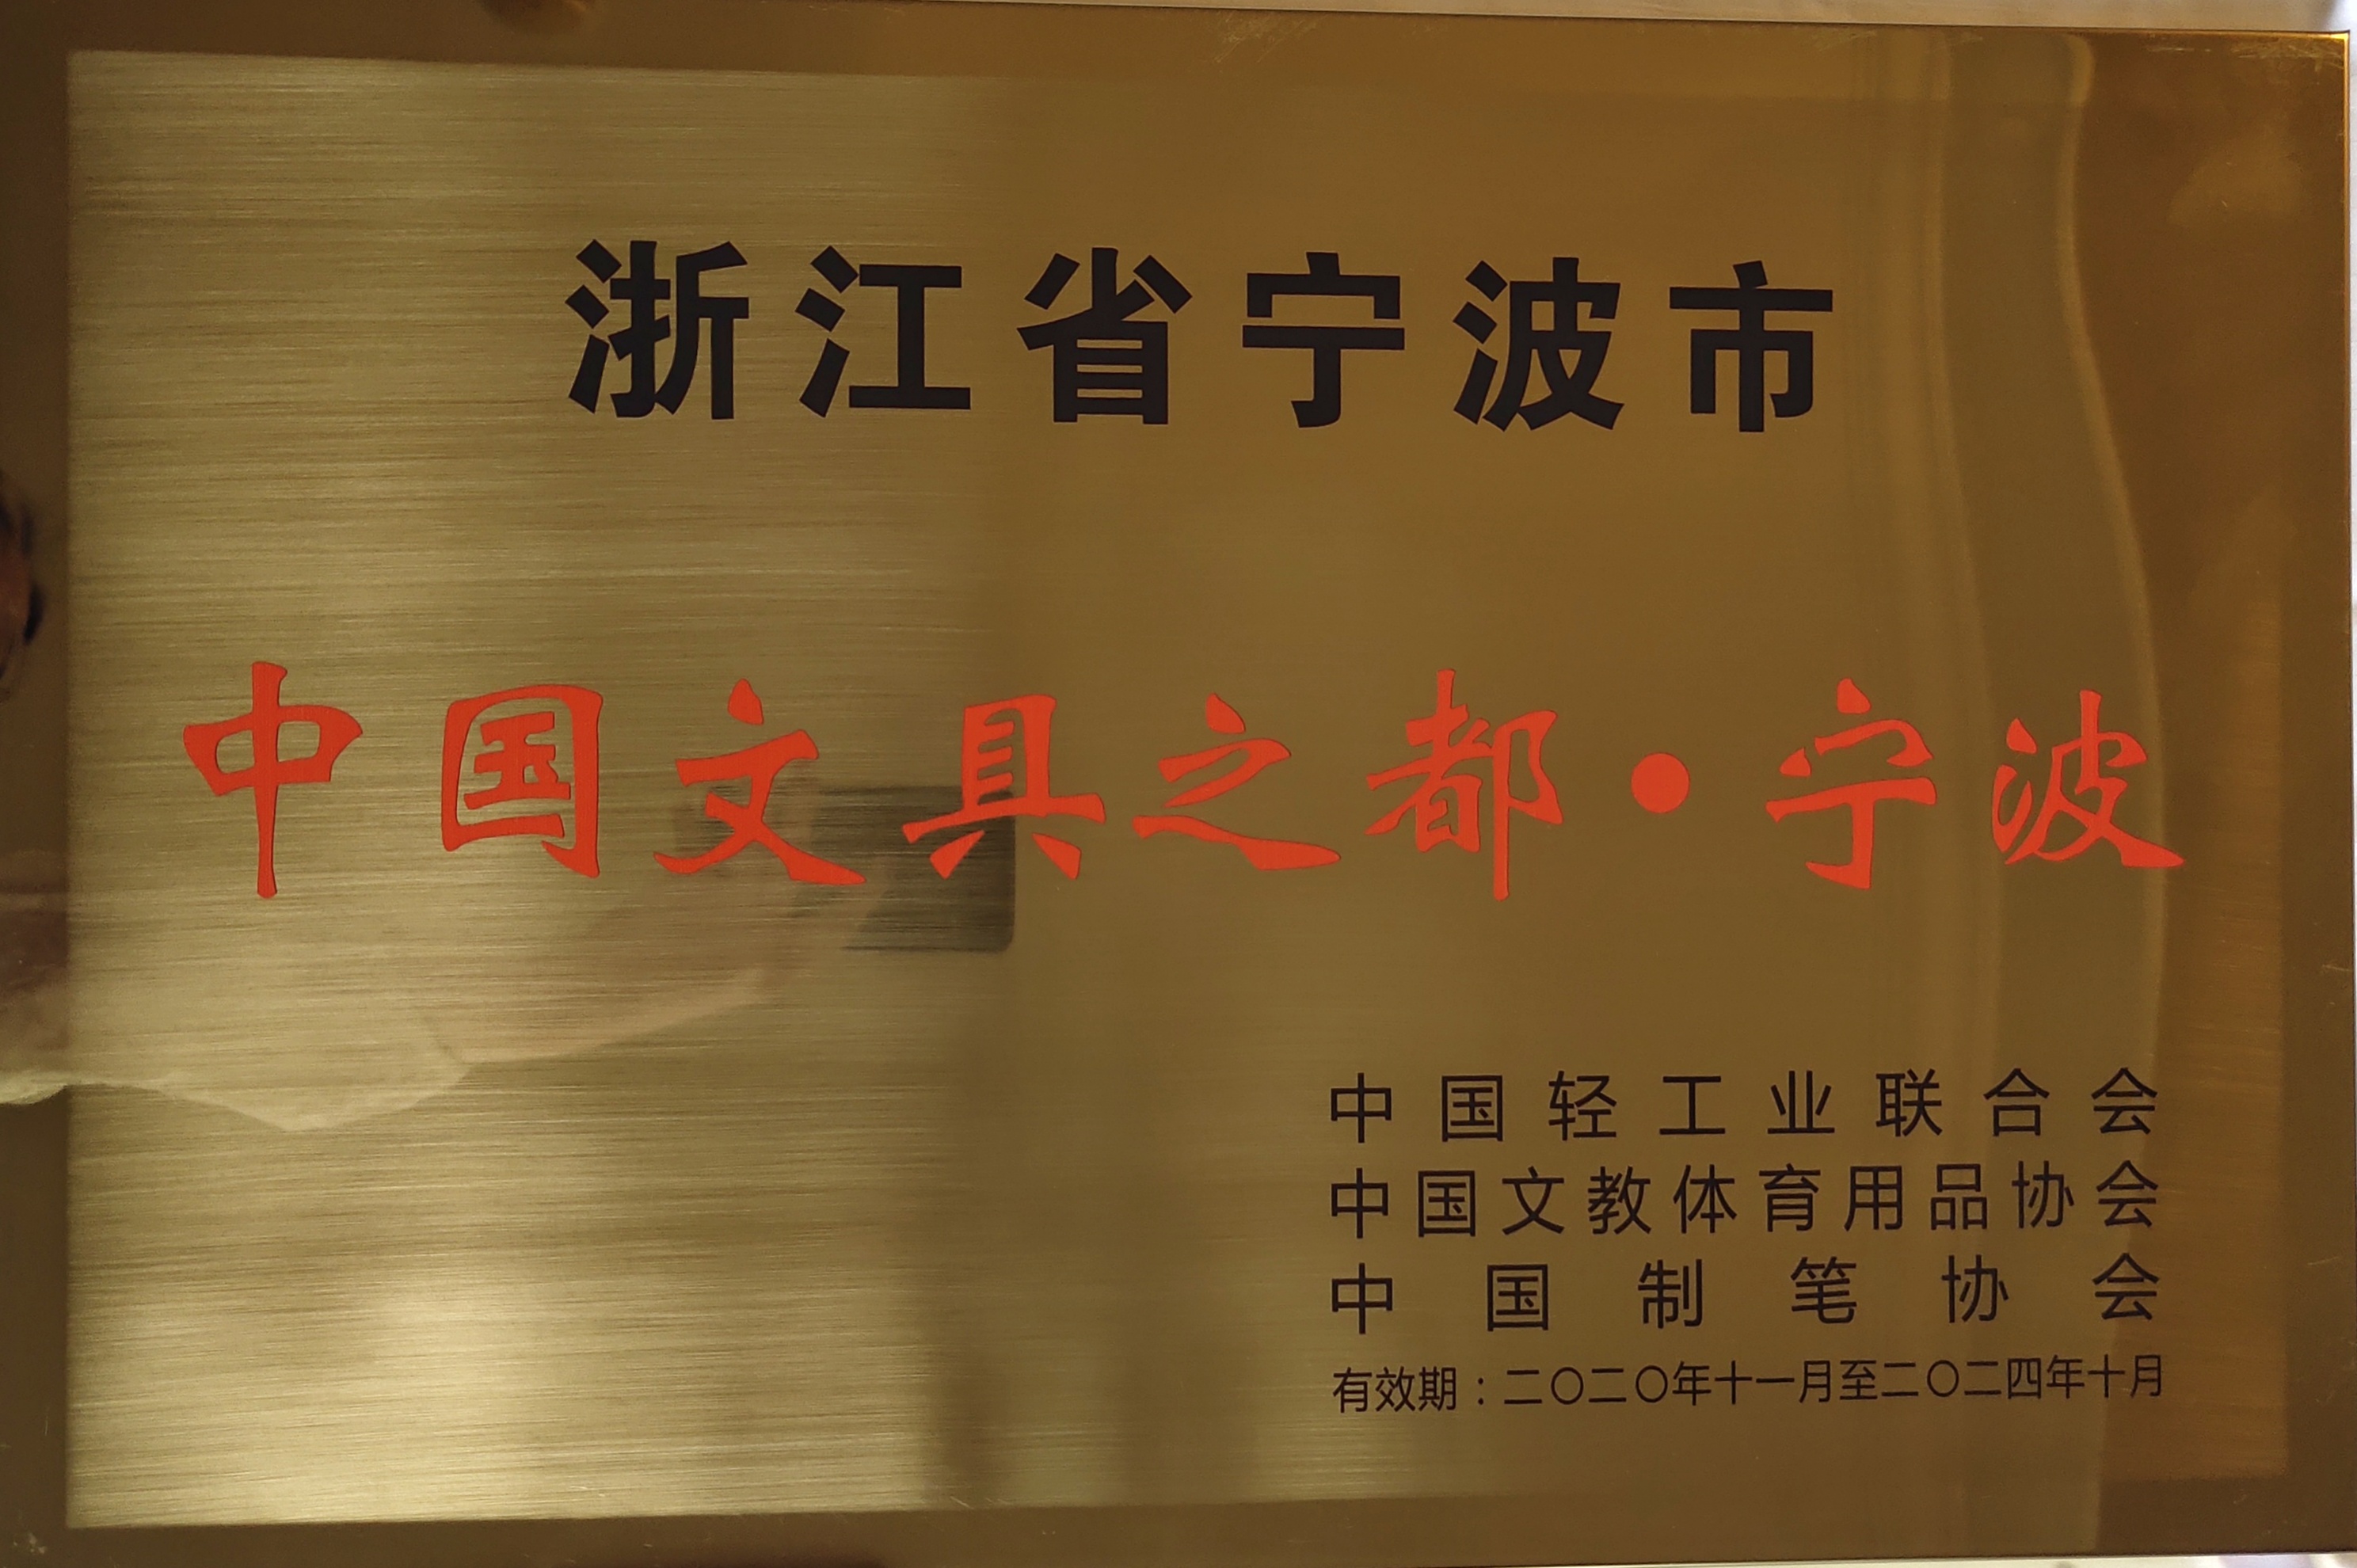 浙江省宁波市
中国文具之都·宁波
中国轻工业联合会
中国文教体育用品协会
中国制笔协会
有效期：二〇二〇年十一月至二〇二四年十月